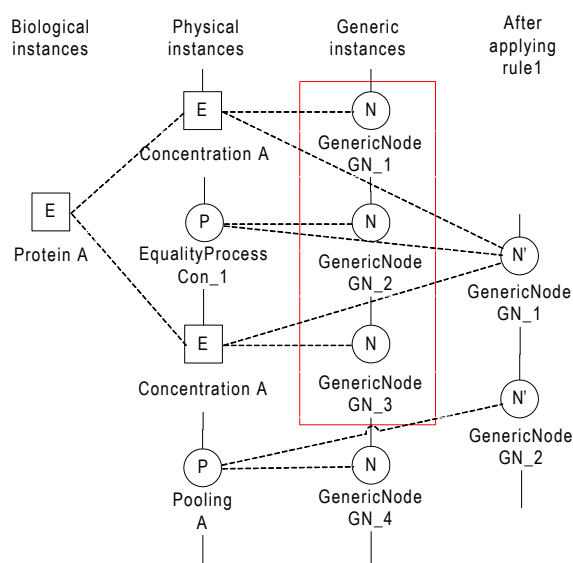 Biological
instances
Physical
instances
Generic
instances
After
applying
rule1
E
Protein A
E
Concentration A
P
EqualityProcess
Con_1
E
Concentration A
P
Pooling
A
N
GenericNode
GN_1
N
GenericNode
GN_2
N
GenericNode
GN_3
N
GenericNode
GN_4
N'
GenericNode
GN_1
N'
GenericNode
GN_2